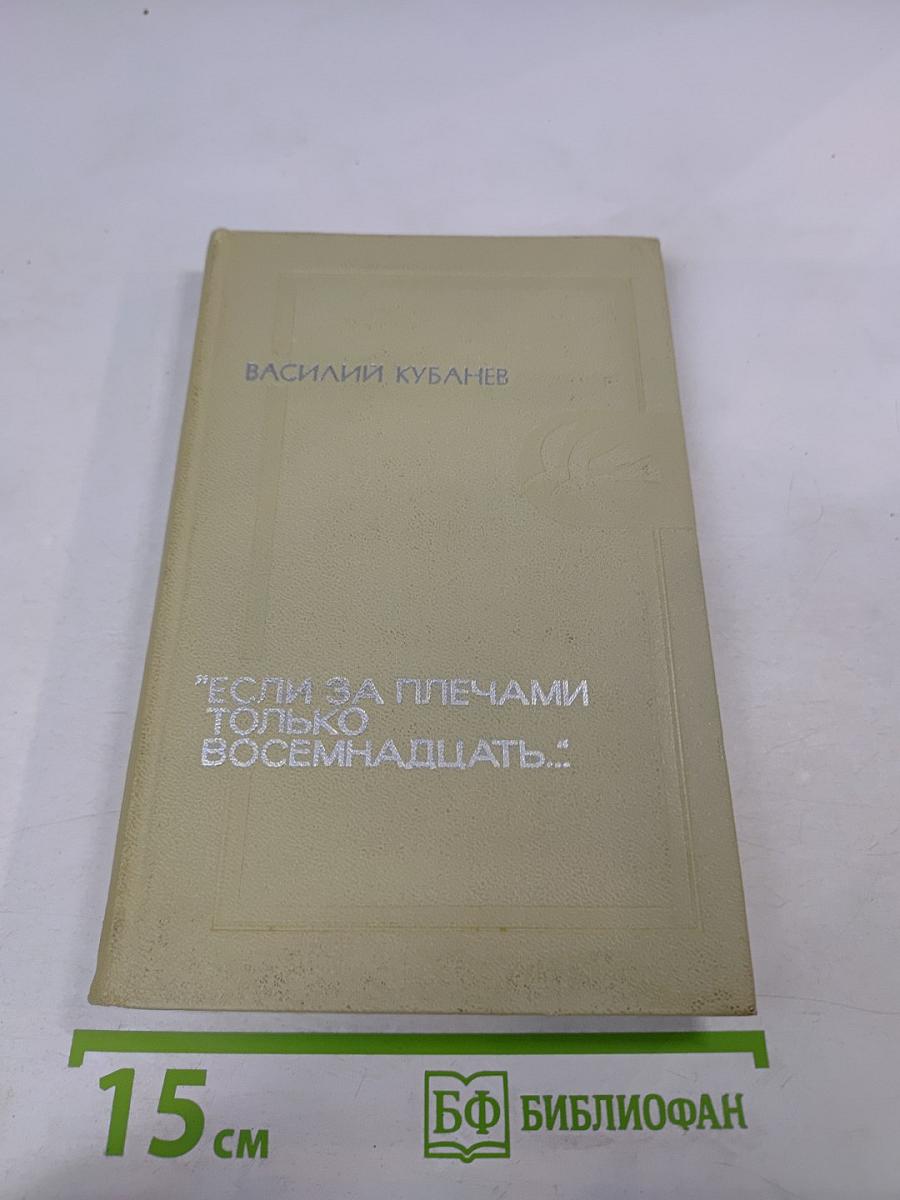 ВАСИЛИЙ КУБАНЕВ
"ЕСЛИ ЗА ПЛЕЧАМИ
ТОЛЬКО
ВОСЕМНАДЦАТЬ..."
15 см
БФ БИБЛИОФАН